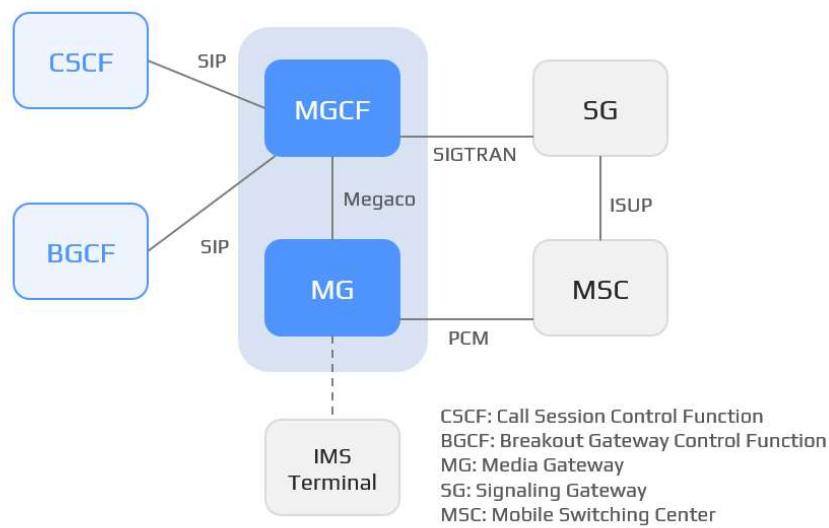 CSCF
SIP
MGCF
SG
SIGTRAN
Megaco
ISUP
BGCF
SIP
MG
MSC
PCM
IMS
Terminal
CSCF: Call Session Control Function
BGCF: Breakout Gateway Control Function
MG: Media Gateway
SG: Signaling Gateway
MSC: Mobile Switching Center